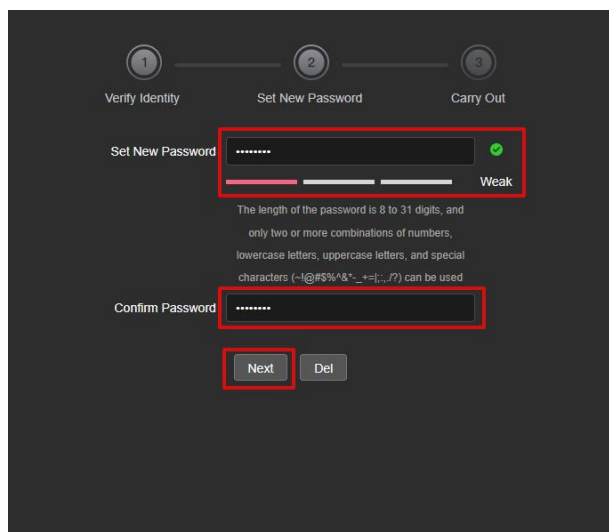 1 2 3
Verify Identity Set New Password Carry Out
Set New Password ••••••••
Weak
The length of the password is 8 to 31 digits, and
only two or more combinations of numbers,
lowercase letters, uppercase letters, and special
characters (~!@#$%^&*-_+=|;:,./?) can be used
Confirm Password ••••••••
Next Del